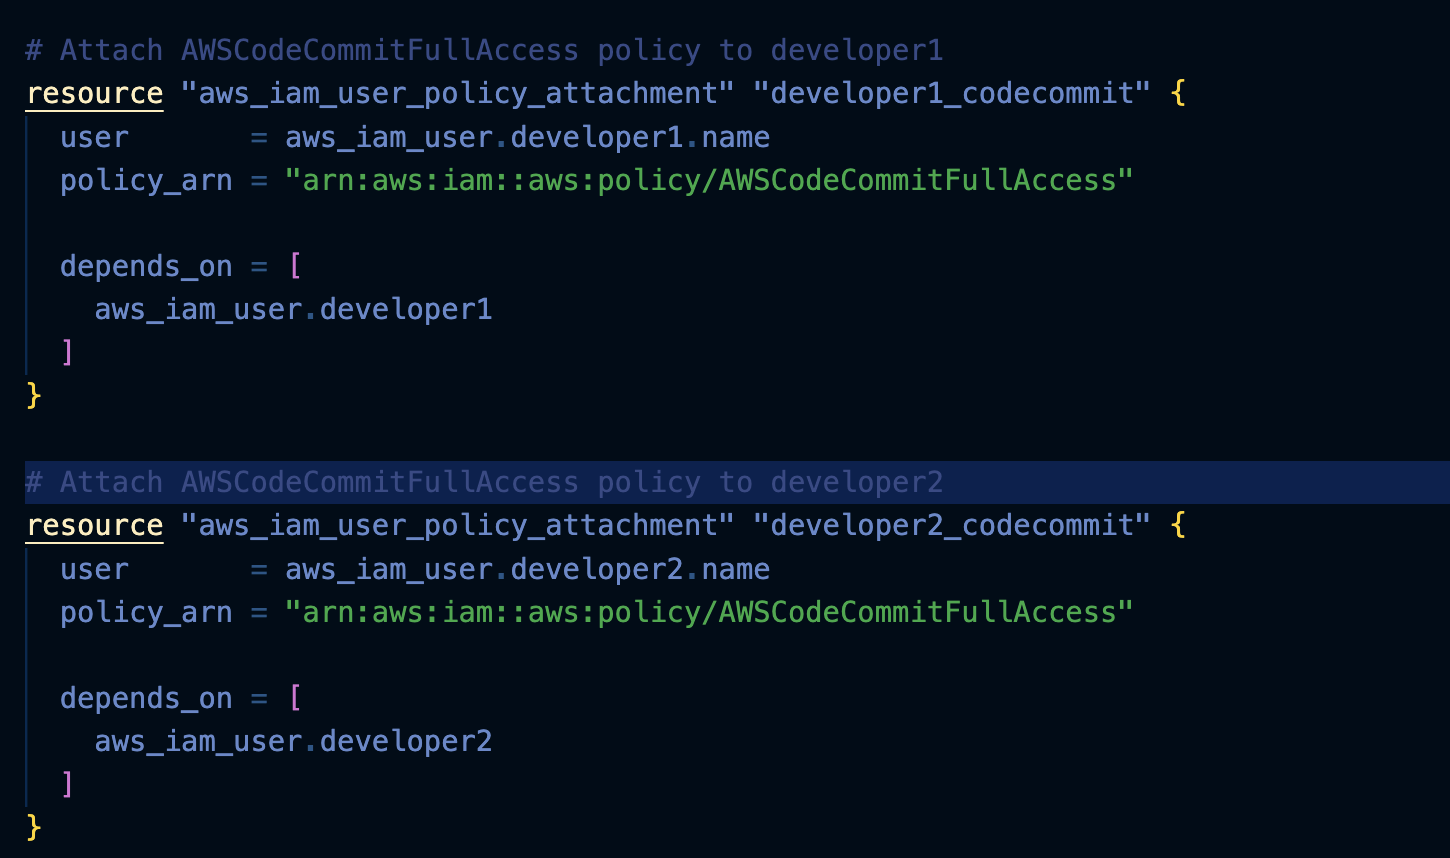 # Attach AWSCodeCommitFullAccess policy to developer1
resource "aws_iam_user_policy_attachment" "developer1_codecommit" {
  user       = aws_iam_user.developer1.name
  policy_arn = "arn:aws:iam::aws:policy/AWSCodeCommitFullAccess"

  depends_on = [
    aws_iam_user.developer1
  ]
}

# Attach AWSCodeCommitFullAccess policy to developer2
resource "aws_iam_user_policy_attachment" "developer2_codecommit" {
  user       = aws_iam_user.developer2.name
  policy_arn = "arn:aws:iam::aws:policy/AWSCodeCommitFullAccess"

  depends_on = [
    aws_iam_user.developer2
  ]
}